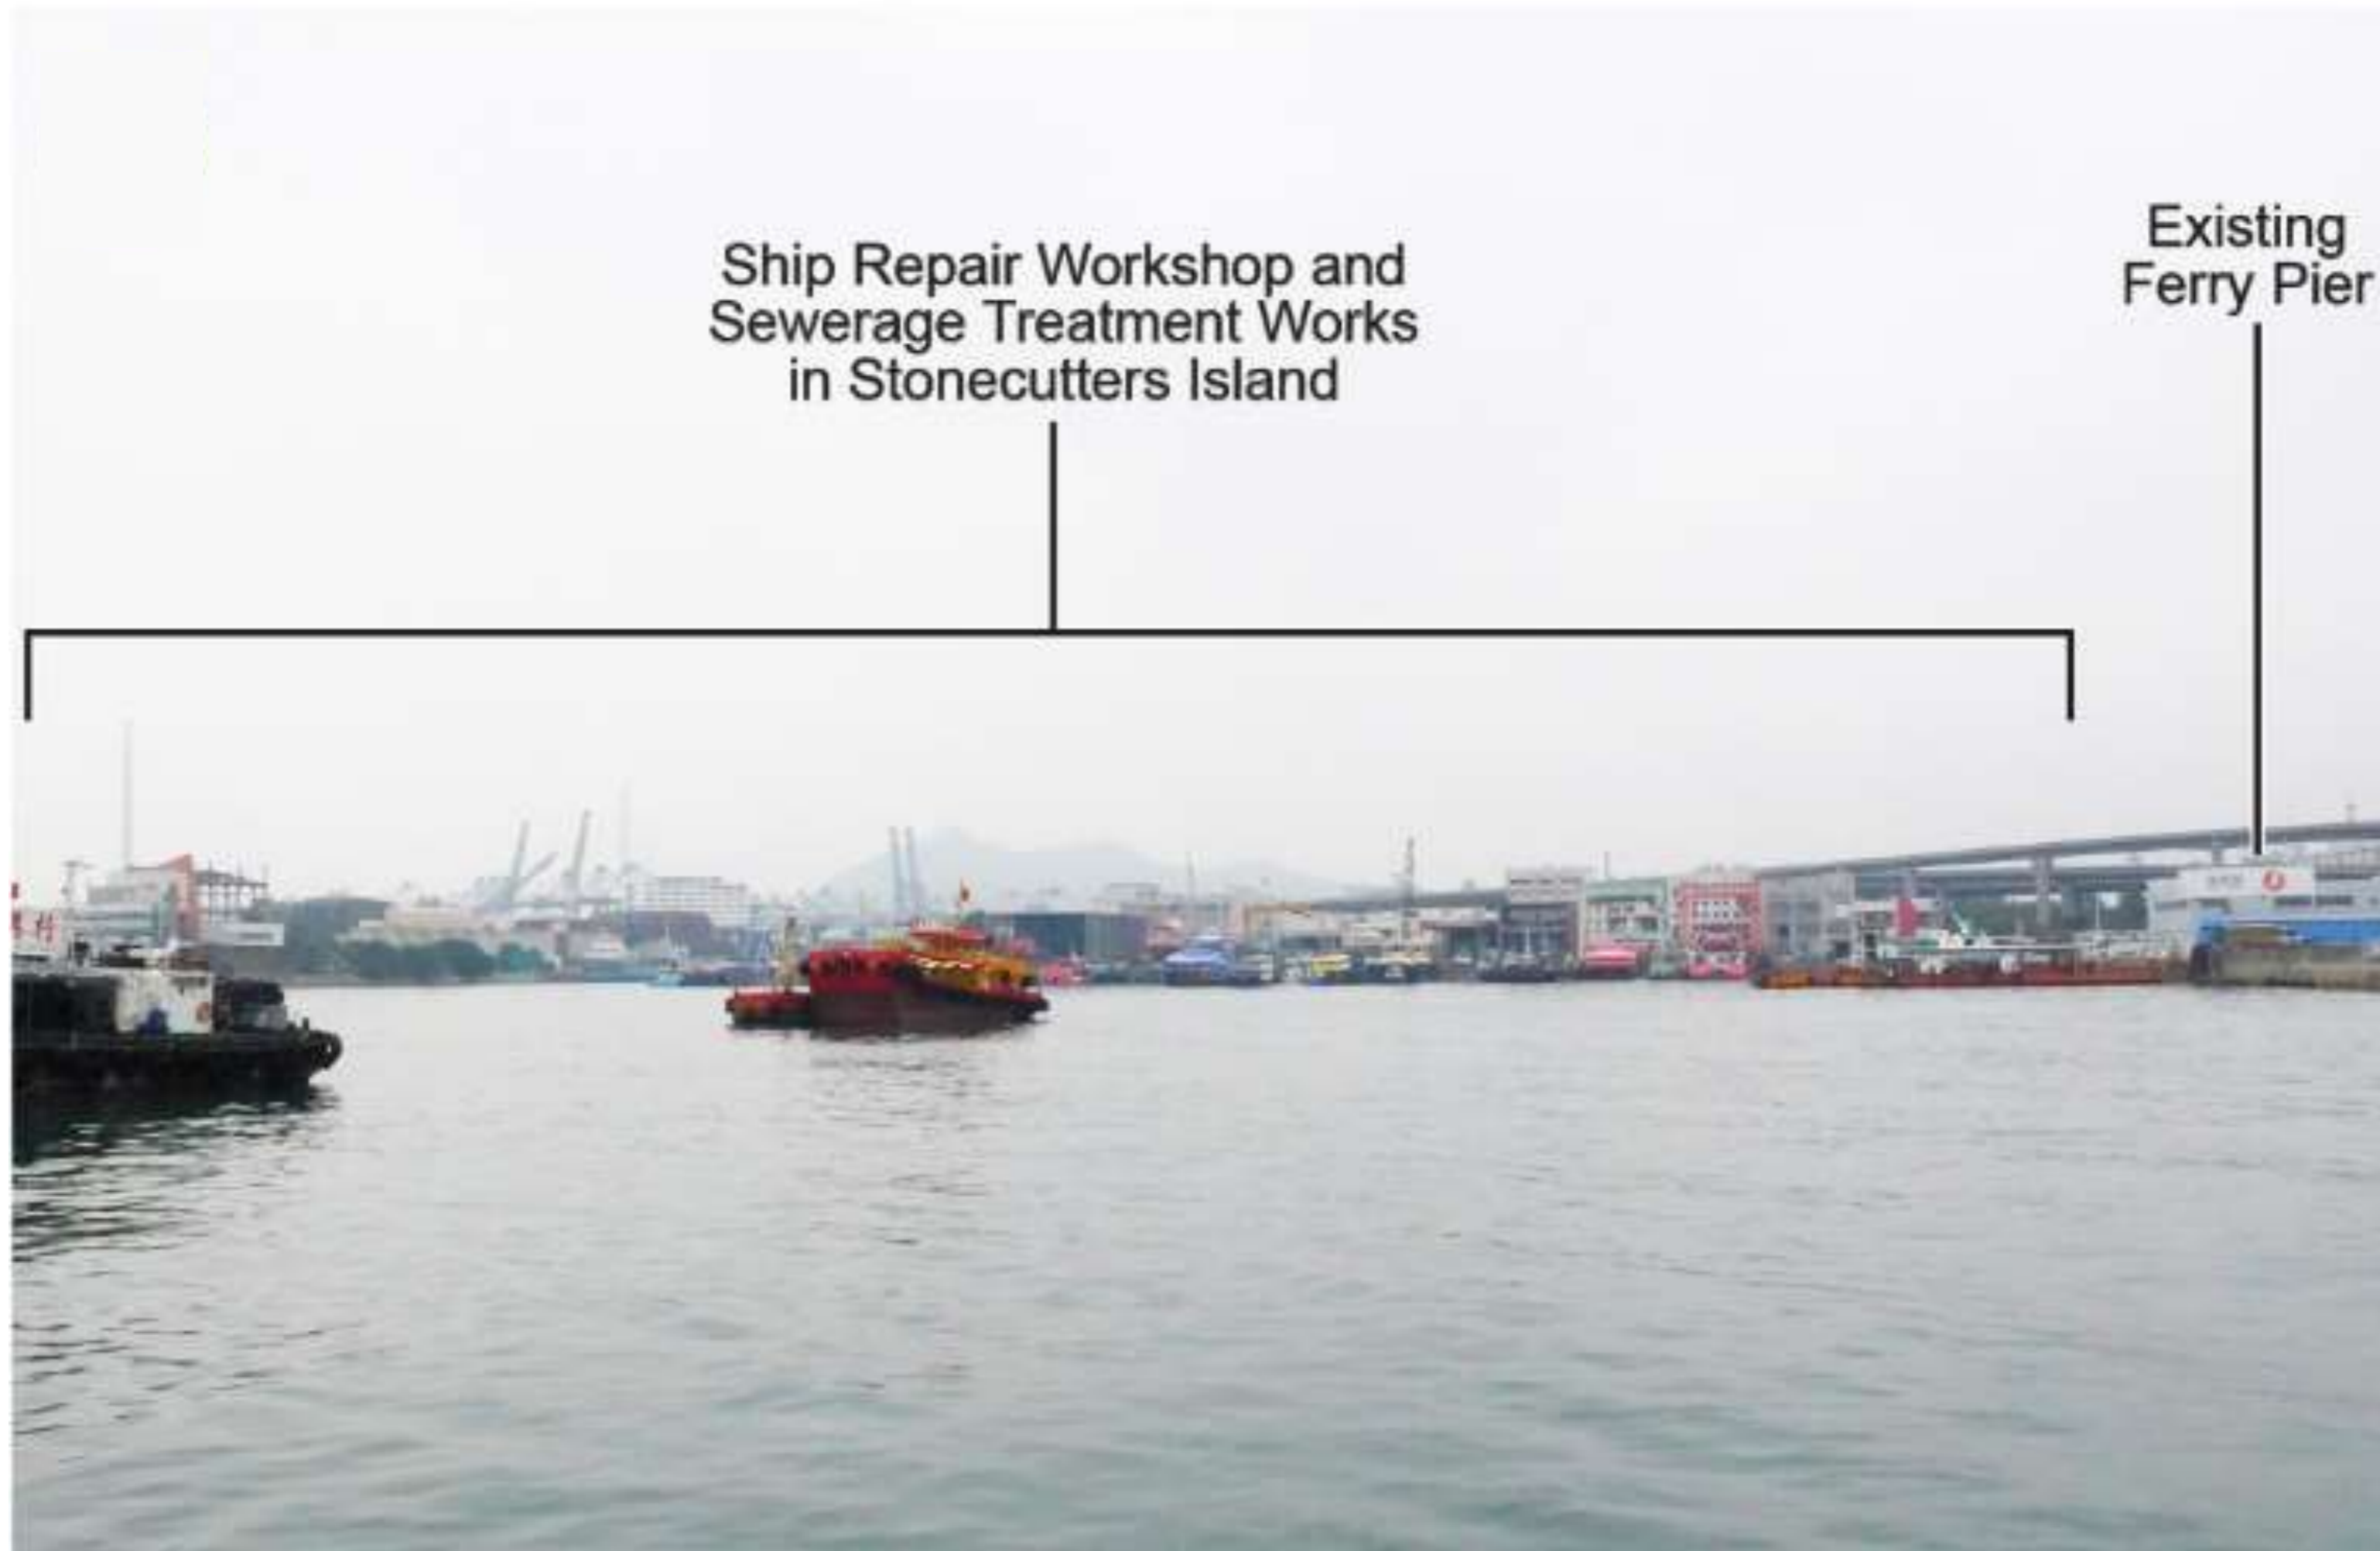 Ship Repair Workshop and
Sewerage Treatment Works
in Stonecutters Island
Existing
Ferry Pier